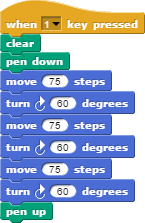 when 1 key pressed
clear
pen down
move 75 steps
turn 60 degrees
move 75 steps
turn 60 degrees
move 75 steps
turn 60 degrees
pen up